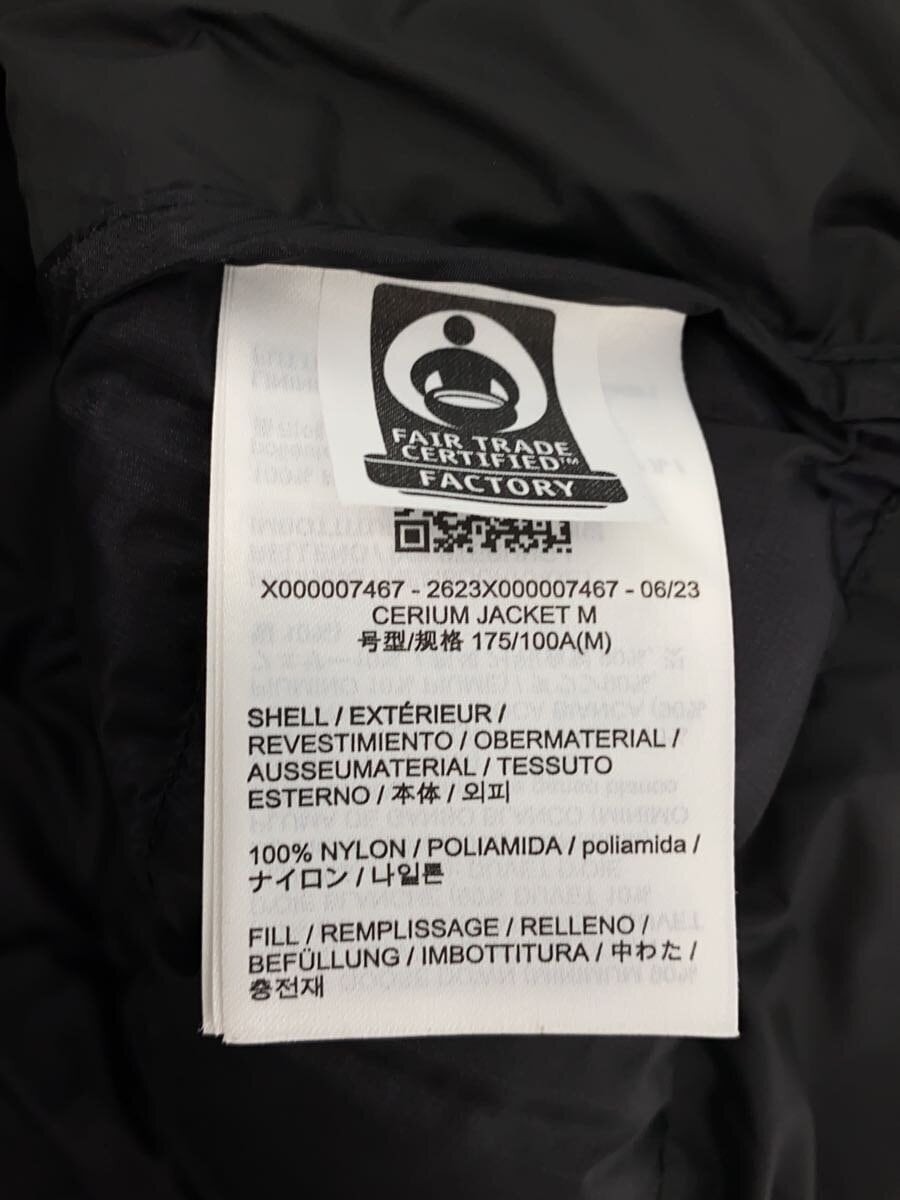 FAIR TRADE
CERTIFIED™
FACTORY
X000007467 - 2623X000007467 - 06/23
CERIUM JACKET M
号型/规格 175/100A(M)
SHELL / EXTÉRIEUR /
REVESTIMIENTO / OBERMATERIAL /
AUSSEUMATERIAL / TESSUTO
ESTERNO / 本体 / 외피
100% NYLON / POLIAMIDA / poliamida /
ナイロン / 나일론
FILL / REMPLISSAGE / RELLENO /
BEFÜLLUNG / IMBOTTITURA / 中わた /
충전재